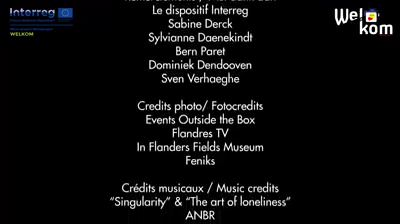 Interreg
WELKOM
Wel
kom
Le dispositif Interreg
Sabine Derck
Sylvianne Daenekindt
Bern Paret
Dominiek Dendooven
Sven Verhaeghe
Credits photo/ Fotocredits
Events Outside the Box
Flandres TV
In Flanders Fields Museum
Feniks
Crédits musicaux / Music credits
"Singularity" & "The art of loneliness"
ANBR